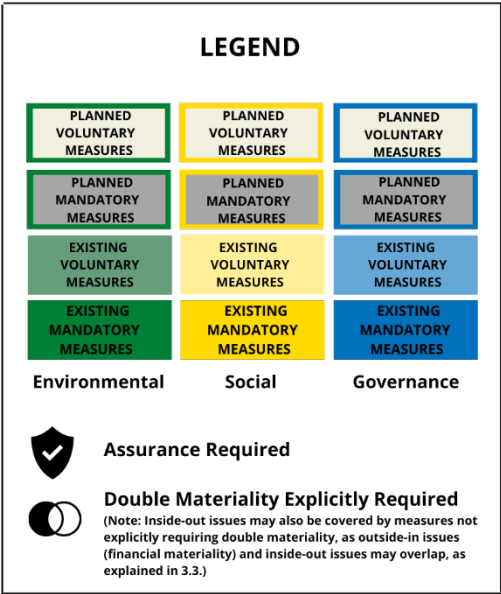 LEGEND
PLANNED VOLUNTARY MEASURES
PLANNED VOLUNTARY MEASURES
PLANNED VOLUNTARY MEASURES
PLANNED MANDATORY MEASURES
PLANNED MANDATORY MEASURES
PLANNED MANDATORY MEASURES
EXISTING VOLUNTARY MEASURES
EXISTING VOLUNTARY MEASURES
EXISTING VOLUNTARY MEASURES
EXISTING MANDATORY MEASURES
EXISTING MANDATORY MEASURES
EXISTING MANDATORY MEASURES
Environmental
Social
Governance
Assurance Required
Double Materiality Explicitly Required
(Note: Inside-out issues may also be covered by measures not
explicitly requiring double materiality, as outside-in issues
(financial materiality) and inside-out issues may overlap, as
explained in 3.3.)